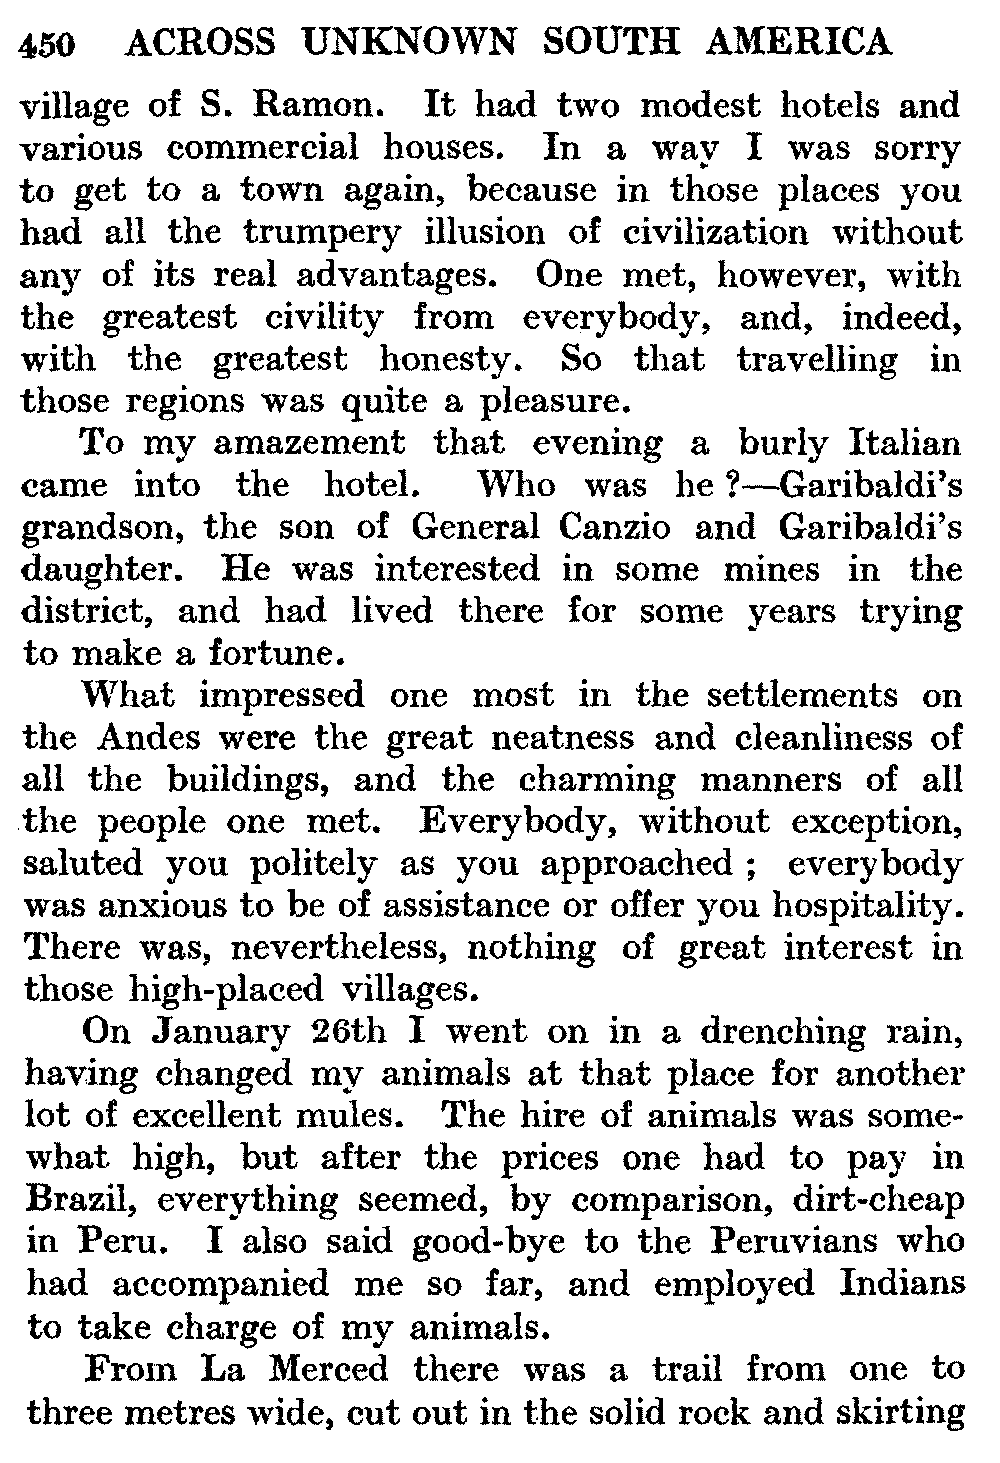 450 ACROSS UNKNOWN SOUTH AMERICA
village of S. Ramon. It had two modest hotels and
various commercial houses. In a way I was sorry
to get to a town again, because in those places you
had all the trumpery illusion of civilization without
any of its real advantages. One met, however, with
the greatest civility from everybody, and, indeed,
with the greatest honesty. So that travelling in
those regions was quite a pleasure.
To my amazement that evening a burly Italian
came into the hotel. Who was he ?—Garibaldi's
grandson, the son of General Canzio and Garibaldi's
daughter. He was interested in some mines in the
district, and had lived there for some years trying
to make a fortune.
What impressed one most in the settlements on
the Andes were the great neatness and cleanliness of
all the buildings, and the charming manners of all
the people one met. Everybody, without exception,
saluted you politely as you approached ; everybody
was anxious to be of assistance or offer you hospitality.
There was, nevertheless, nothing of great interest in
those high-placed villages.
On January 26th I went on in a drenching rain,
having changed my animals at that place for another
lot of excellent mules. The hire of animals was some-
what high, but after the prices one had to pay in
Brazil, everything seemed, by comparison, dirt-cheap
in Peru. I also said good-bye to the Peruvians who
had accompanied me so far, and employed Indians
to take charge of my animals.
From La Merced there was a trail from one to
three metres wide, cut out in the solid rock and skirting